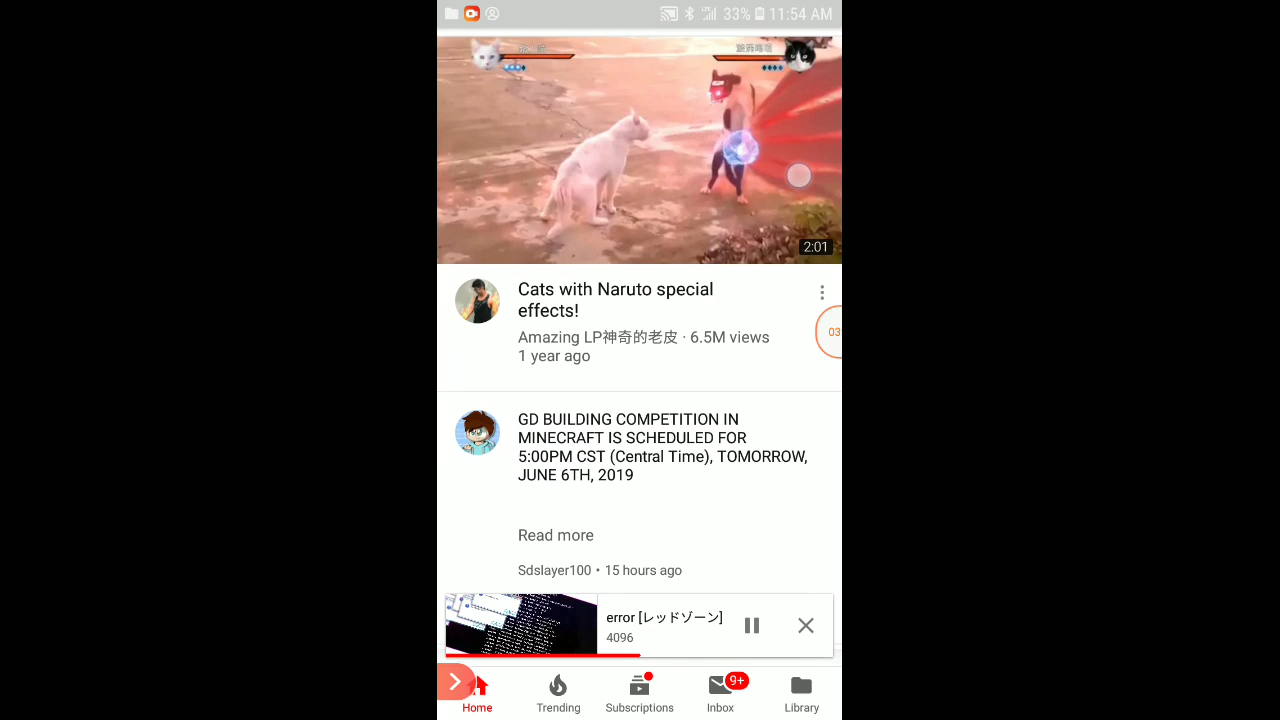 33% 11:54 AM
2:01
Cats with Naruto special
effects!
Amazing LP神奇的老皮 · 6.5M views
1 year ago
03
GD BUILDING COMPETITION IN
MINECRAFT IS SCHEDULED FOR
5:00PM CST (Central Time), TOMORROW,
JUNE 6TH, 2019
Read more
Sdslayer100 • 15 hours ago
error [レッドゾーン]
4096
9+
Home Trending Subscriptions Inbox Library